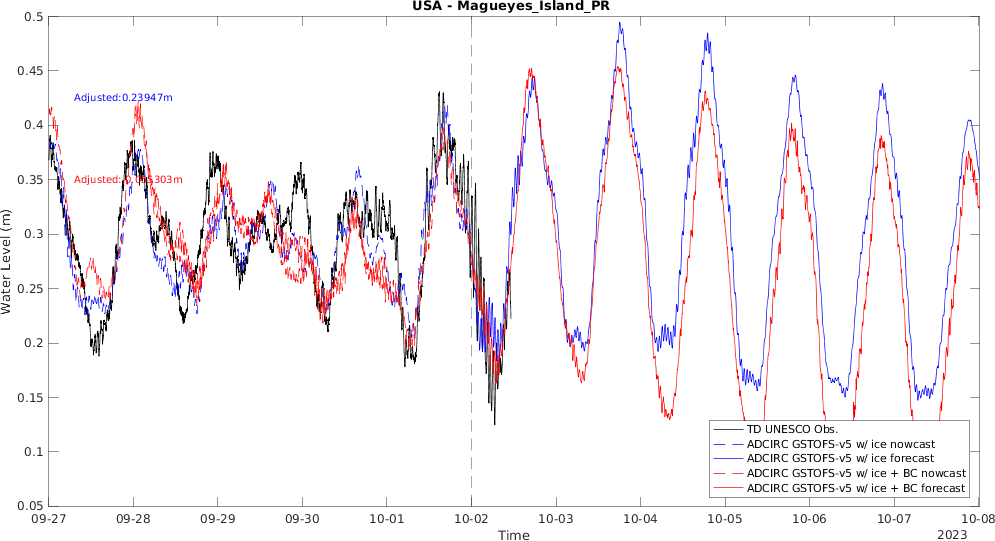 USA - Magueyes_Island_PR
0.5
0.45
0.4
0.35
0.3
0.25
0.2
0.15
0.1
0.05
Water Level (m)
Adjusted:0.23947m
Adjusted:
TD UNESCO Obs.
ADCIRC GSTOFS-v5 w/ ice nowcast
ADCIRC GSTOFS-v5 w/ ice forecast
ADCIRC GSTOFS-v5 w/ ice + BC nowcast
ADCIRC GSTOFS-v5 w/ ice + BC forecast
09-27 09-28 09-29 09-30 10-01 10-02 10-03 10-04 10-05 10-06 10-07 10-08
Time
2023